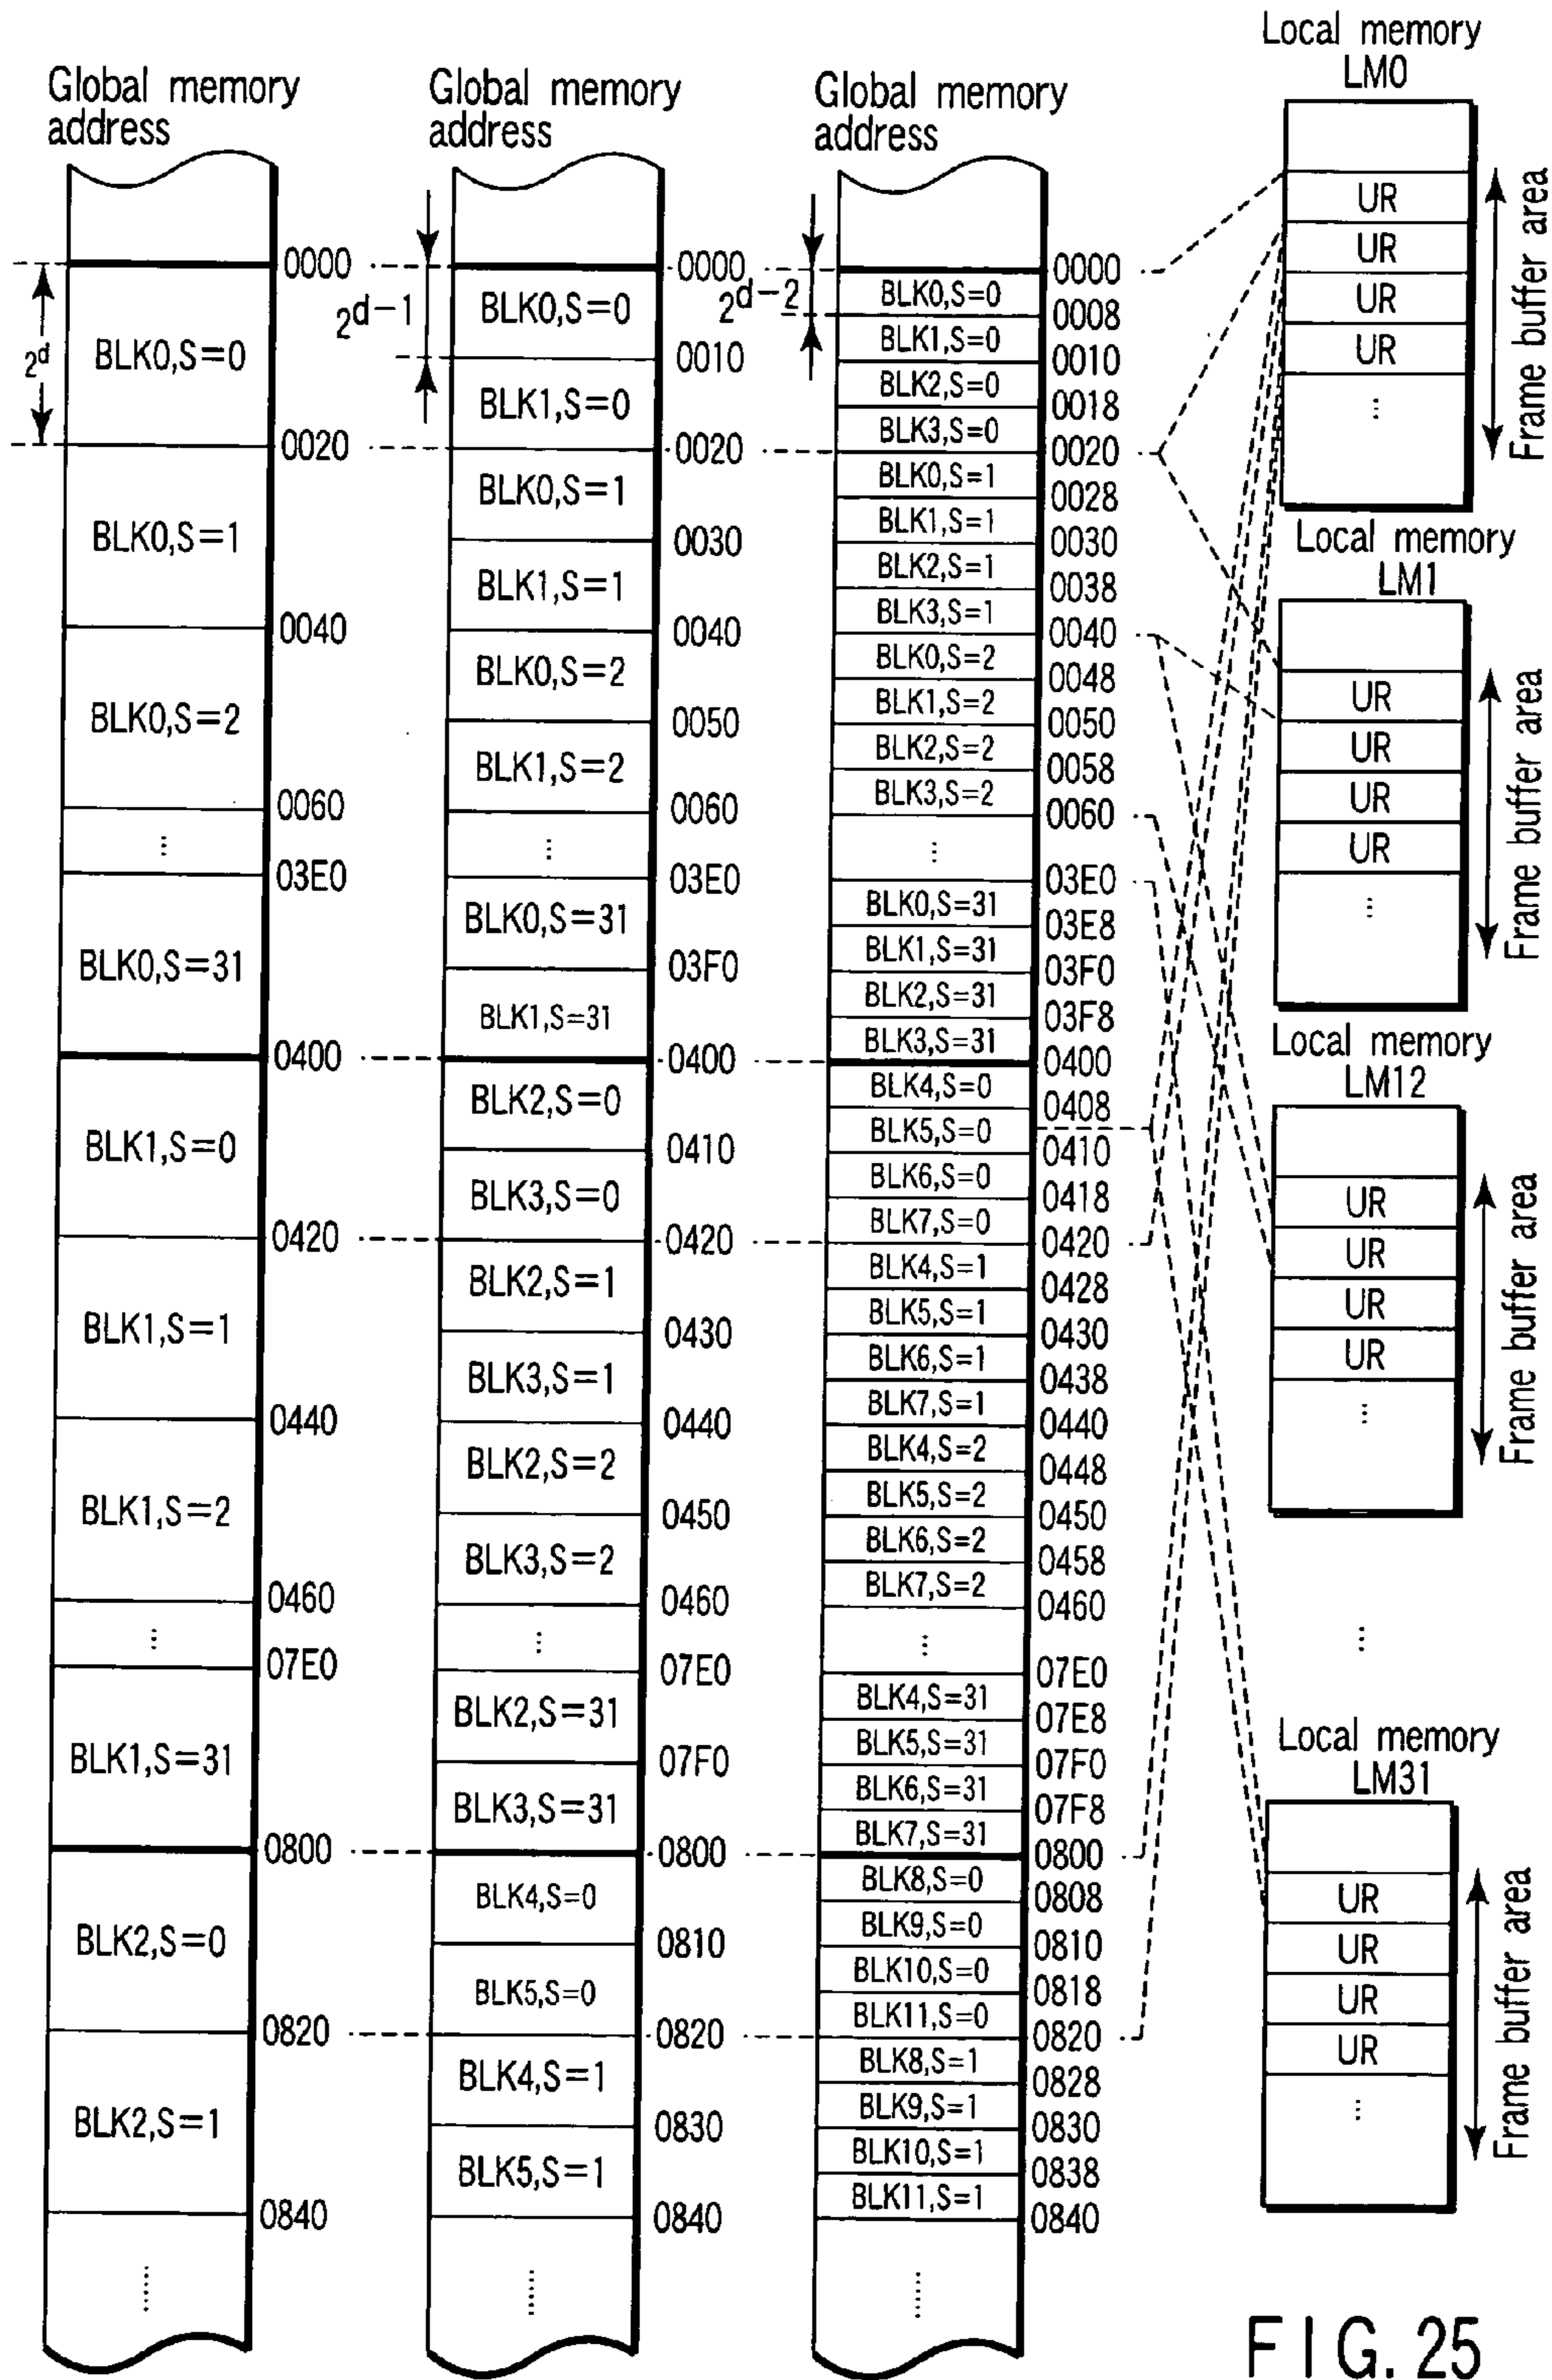 Global memory
address
2d
BLK0,S=0
BLK0,S=1
BLK0,S=2
⋮
BLK0,S=31
BLK1,S=0
BLK1,S=1
BLK1,S=2
⋮
BLK1,S=31
BLK2,S=0
BLK2,S=1
⋮
0000
0020
0040
0060
03E0
0400
0420
0440
0460
07E0
0800
0820
0840
Global memory
address
2d-1
BLK0,S=0
BLK1,S=0
BLK0,S=1
BLK1,S=1
BLK0,S=2
BLK1,S=2
⋮
BLK0,S=31
BLK1,S=31
BLK2,S=0
BLK3,S=0
BLK2,S=1
BLK3,S=1
BLK2,S=2
BLK3,S=2
⋮
BLK2,S=31
BLK3,S=31
BLK4,S=0
BLK5,S=0
BLK4,S=1
BLK5,S=1
⋮
0000
0010
0020
0030
0040
0050
0060
03E0
03F0
0400
0410
0420
0430
0440
0450
0460
07E0
07F0
0800
0810
0820
0830
0840
Global memory
address
2d-2
BLK0,S=0
BLK1,S=0
BLK2,S=0
BLK3,S=0
BLK0,S=1
BLK1,S=1
BLK2,S=1
BLK3,S=1
BLK0,S=2
BLK1,S=2
BLK2,S=2
BLK3,S=2
⋮
BLK0,S=31
BLK1,S=31
BLK2,S=31
BLK3,S=31
BLK4,S=0
BLK5,S=0
BLK6,S=0
BLK7,S=0
BLK4,S=1
BLK5,S=1
BLK6,S=1
BLK7,S=1
BLK4,S=2
BLK5,S=2
BLK6,S=2
BLK7,S=2
⋮
BLK4,S=31
BLK5,S=31
BLK6,S=31
BLK7,S=31
BLK8,S=0
BLK9,S=0
BLK10,S=0
BLK11,S=0
BLK8,S=1
BLK9,S=1
BLK10,S=1
BLK11,S=1
⋮
0000
0008
0010
0018
0020
0028
0030
0038
0040
0048
0050
0058
0060
03E0
03E8
03F0
03F8
0400
0408
0410
0418
0420
0428
0430
0438
0440
0448
0450
0458
0460
07E0
07E8
07F0
07F8
0800
0808
0810
0818
0820
0828
0830
0838
0840
Local memory
LM0
UR
UR
UR
UR
⋮
Frame buffer area
Local memory
LM1
UR
UR
UR
UR
⋮
Frame buffer area
Local memory
LM12
UR
UR
UR
UR
⋮
Frame buffer area
⋮
Local memory
LM31
UR
UR
UR
UR
⋮
Frame buffer area
FIG. 25